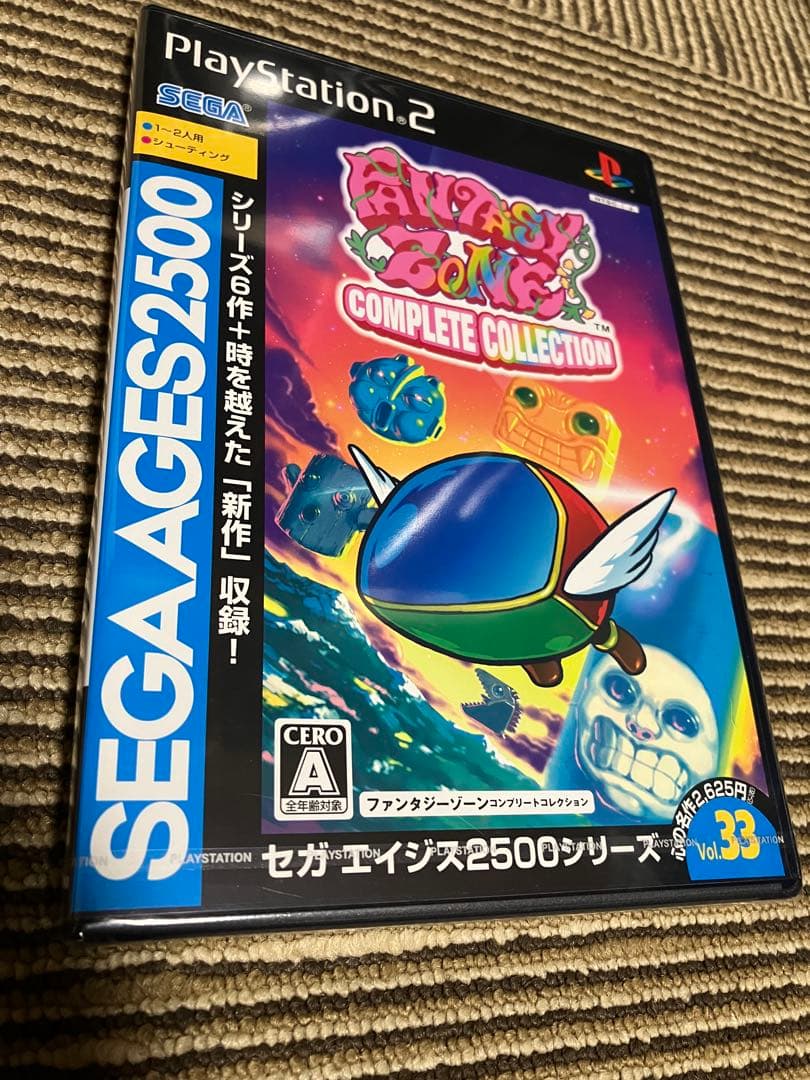 PlayStation®2
SEGA®
●1～2人用
●シューティング
SEGA AGES 2500
シリーズ6作＋時を越えた「新作」収録！
FANTASY
ZONE
TM
COMPLETE COLLECTION
CERO
A
全年齢対象
ファンタジーゾーン コンプリートコレクション
心の名作2,625円
Vol.33
セガ エイジス2500シリーズ
PLAYSTATION PLAYSTATION PLAYSTATION PLAYSTATION